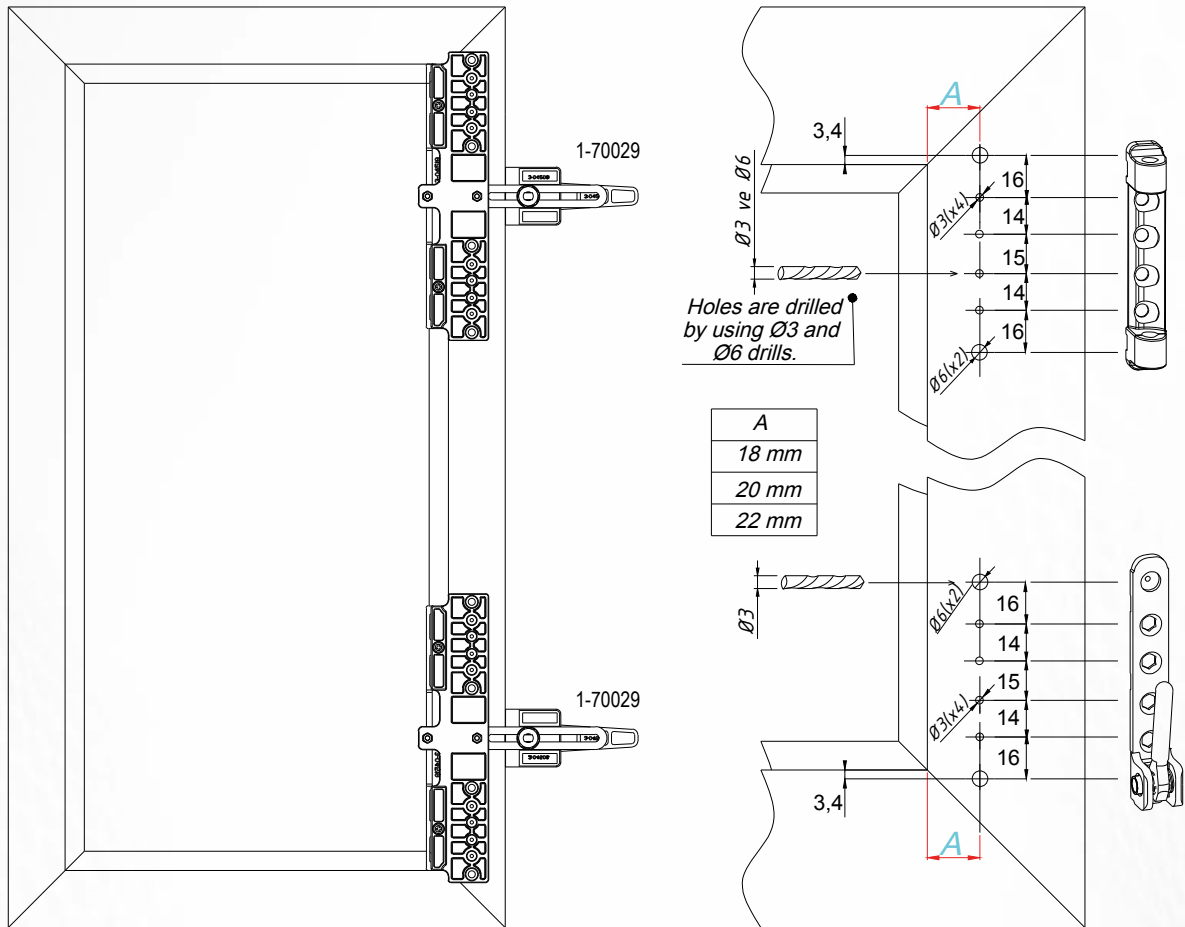 1-70029
1-70029
A
3,4
16
Ø3(x4)
14
15
14
16
Ø6(x2)
Ø3 ve Ø6
Holes are drilled
by using Ø3 and
Ø6 drills.
A
18 mm
20 mm
22 mm
Ø3
Ø6(x2)
16
14
15
Ø3(x4)
14
16
3,4
A